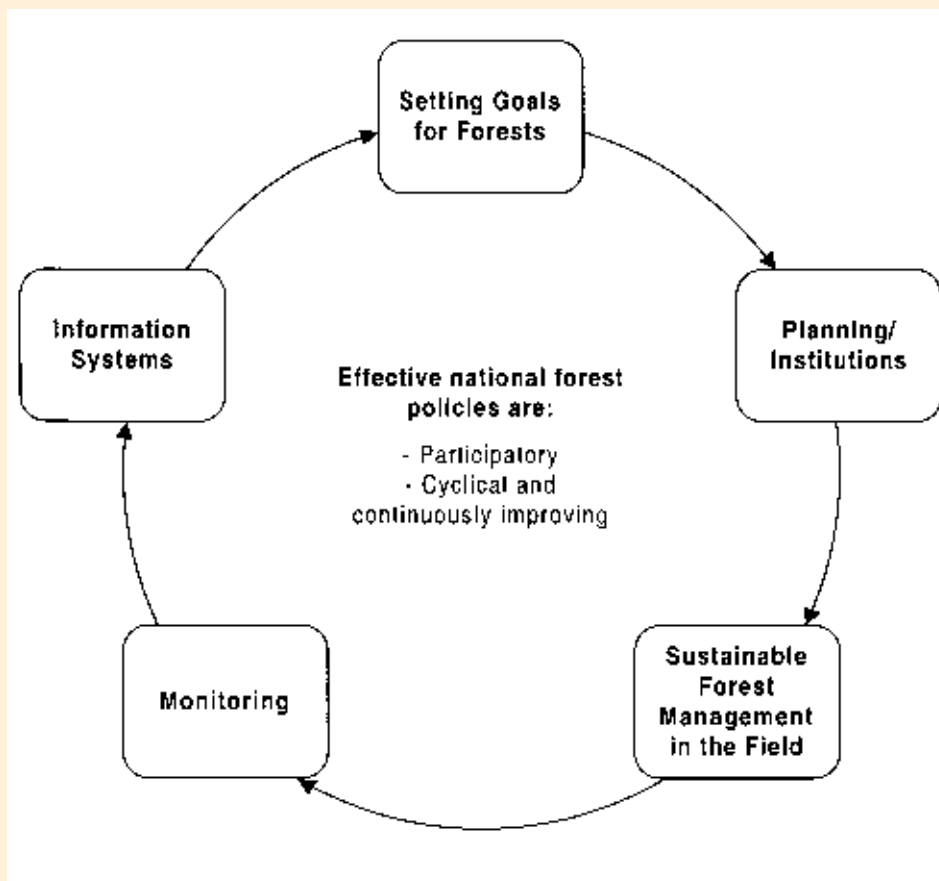 Setting Goals
for Forests
Information
Systems
Planning/
Institutions
Effective national forest
policies are:
- Participatory
- Cyclical and
continuously improving
Monitoring
Sustainable
Forest
Management
in the Field